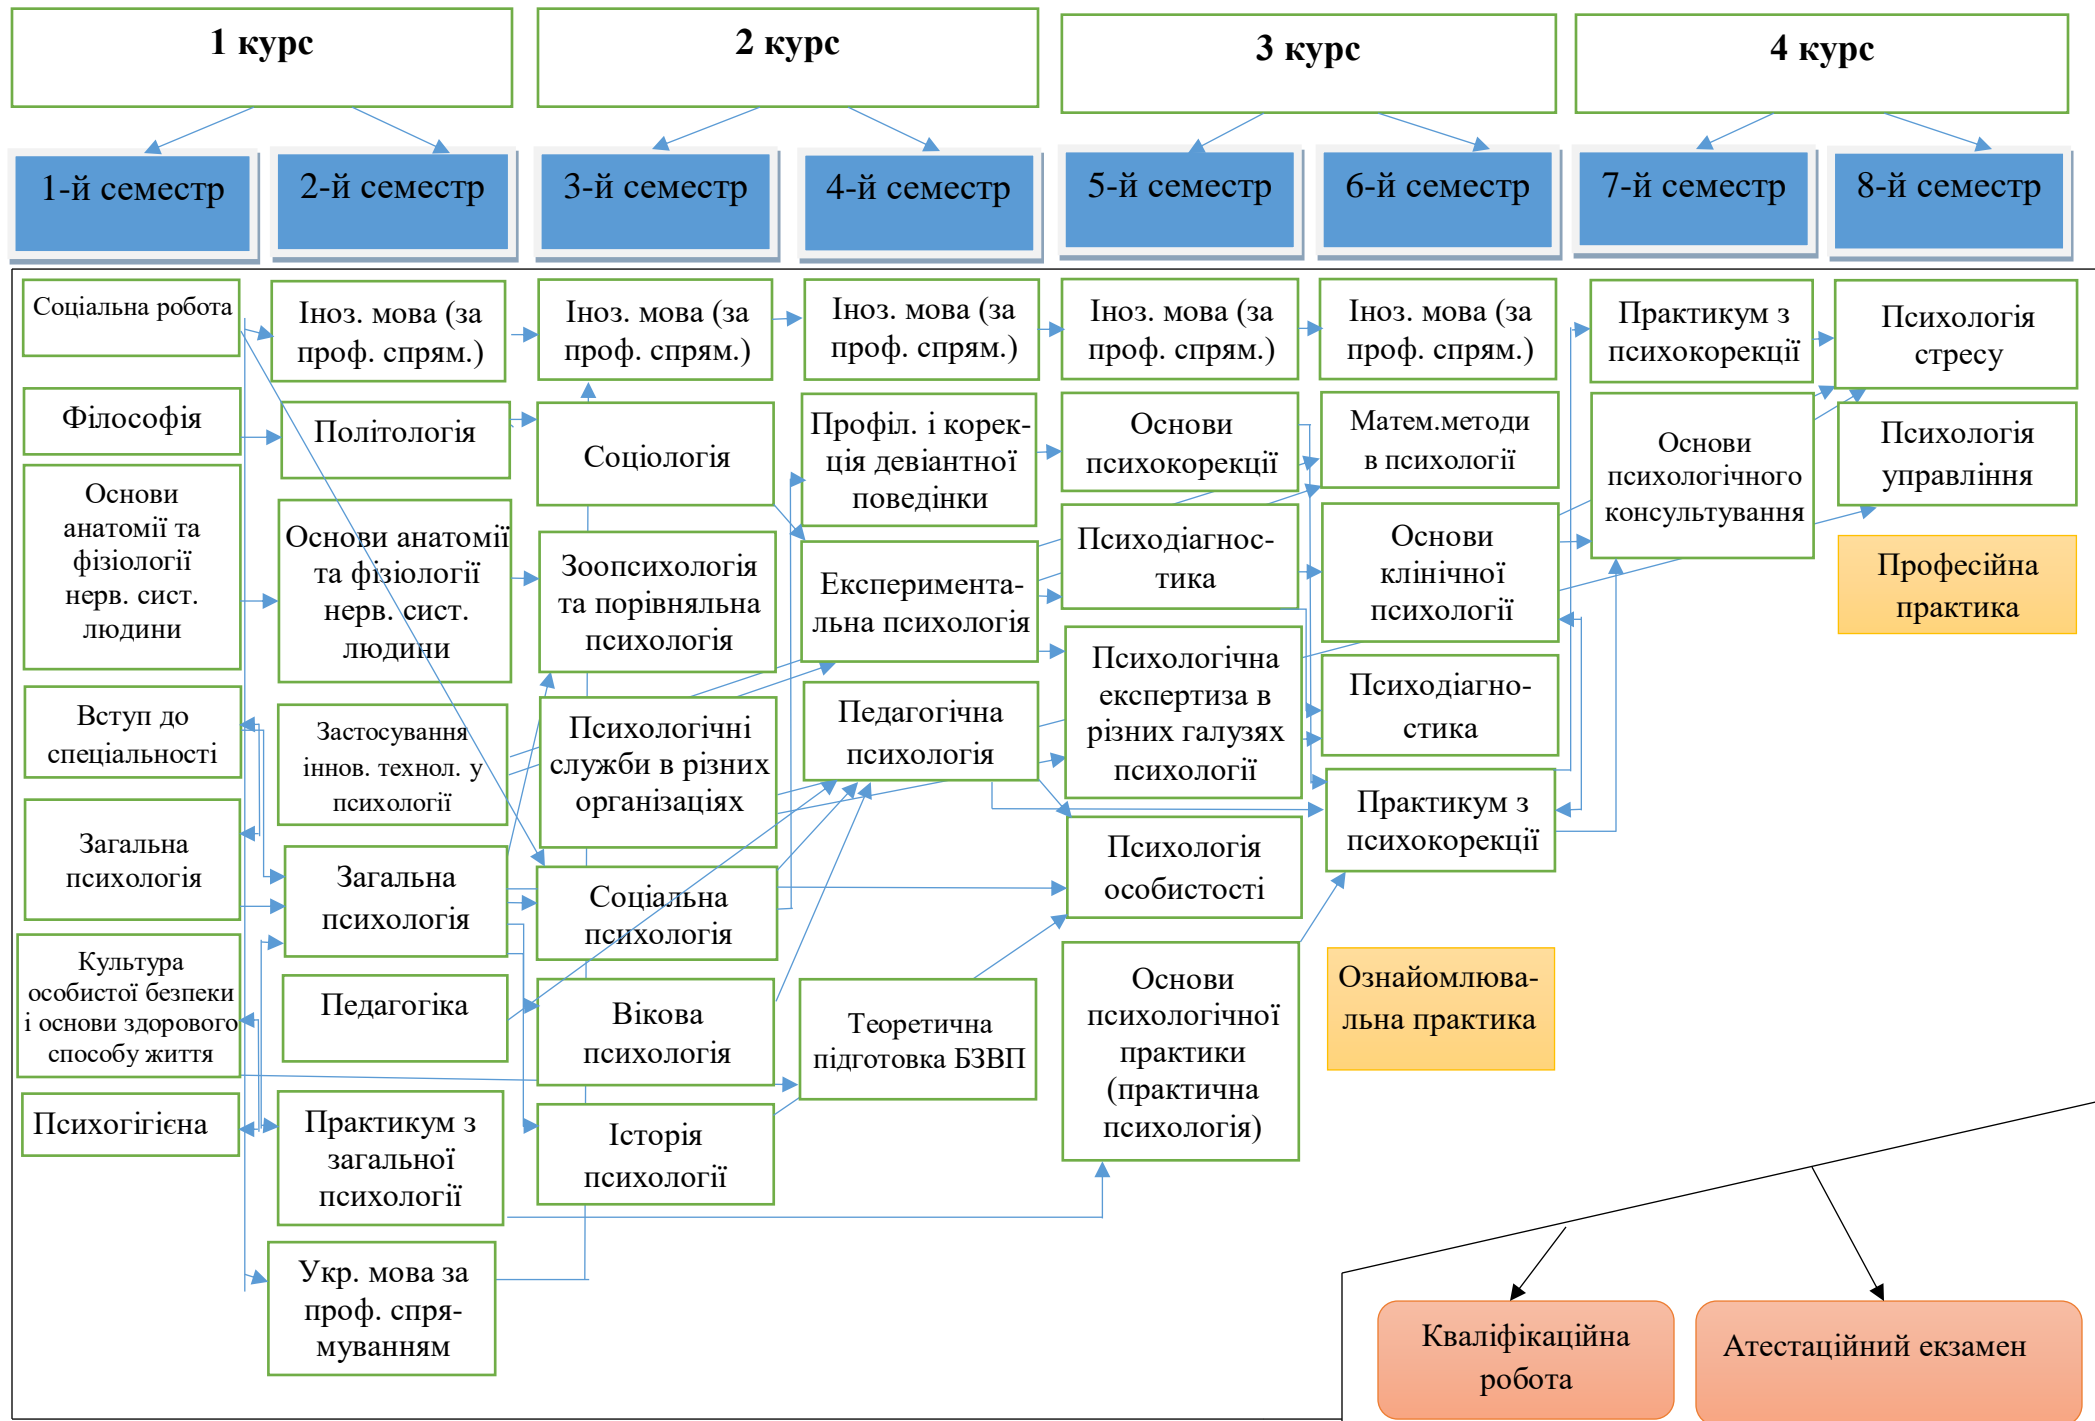 1 курс
2 курс
3 курс
4 курс
1-й семестр
2-й семестр
3-й семестр
4-й семестр
5-й семестр
6-й семестр
7-й семестр
8-й семестр
Соціальна робота
Філософія
Основи
анатомії та
фізіології
нерв. сист.
людини
Вступ до
спеціальності
Загальна
психологія
Культура
особистої безпеки
і основи здорового
способу життя
Психогігієна
Іноз. мова (за
проф. спрям.)
Політологія
Основи анатомії
та фізіології
нерв. сист.
людини
Застосування
іннов. технол. у
психології
Загальна
психологія
Педагогіка
Практикум з
загальної
психології
Укр. мова за
проф. спря-
муванням
Іноз. мова (за
проф. спрям.)
Соціологія
Зоопсихологія
та порівняльна
психологія
Психологічні
служби в різних
організаціях
Соціальна
психологія
Вікова
психологія
Історія
психології
Іноз. мова (за
проф. спрям.)
Профіл. і корек-
ція девіантної
поведінки
Експеримента-
льна психологія
Педагогічна
психологія
Теоретична
підготовка БЗВП
Іноз. мова (за
проф. спрям.)
Основи
психокорекції
Психодіагнос-
тика
Психологічна
експертиза в
різних галузях
психології
Психологія
особистості
Основи
психологічної
практики
(практична
психологія)
Іноз. мова (за
проф. спрям.)
Матем.методи
в психології
Основи
клінічної
психології
Психодіагно-
стика
Практикум з
психокорекції
Ознайомлюва-
льна практика
Практикум з
психокорекції
Основи
психологічного
консультування
Психологія
стресу
Психологія
управління
Професійна
практика
Кваліфікаційна
робота
Атестаційний екзамен